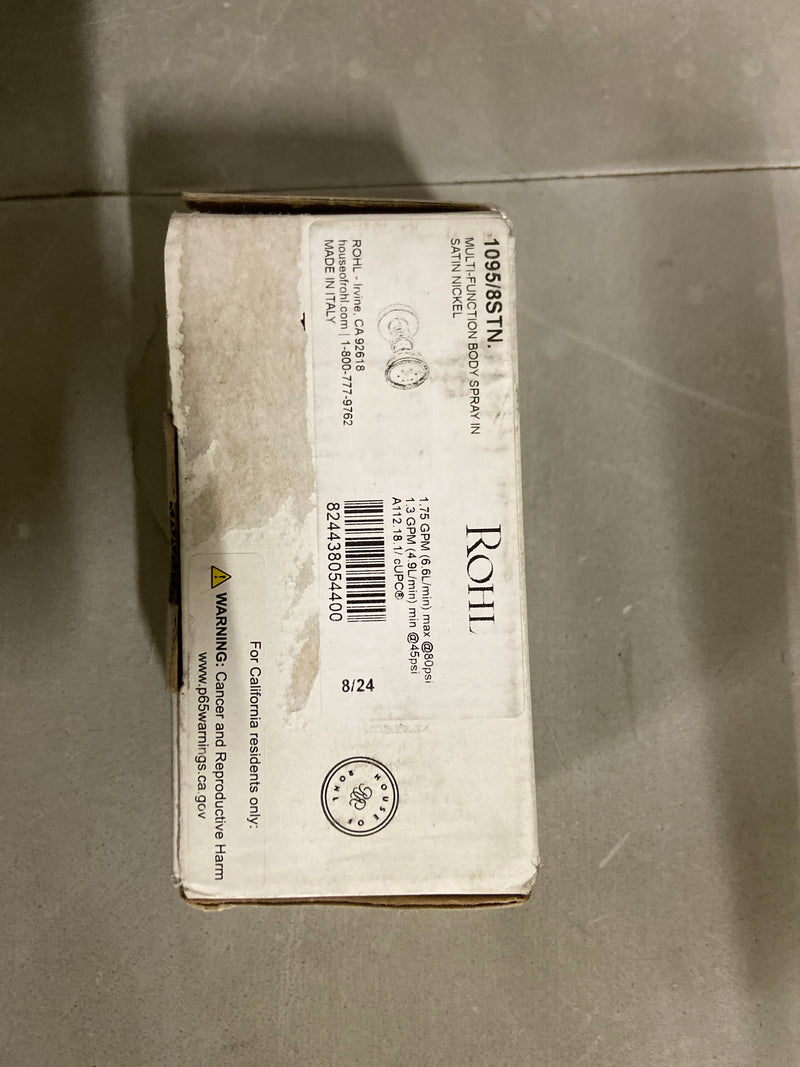 1095/8STN.
MULTI-FUNCTION BODY SPRAY IN
SATIN NICKEL
ROHL
1.75 GPM (6.6L/min) max @80psi
1.3 GPM (4.9L/min) min @45psi
A112.18.1/ cUPC®
ROHL - Irvine, CA 92618
houseofrohl.com | 1-800-777-9762
MADE IN ITALY
824438054400
8/24
HOUSE OF ROHL
For California residents only:
WARNING: Cancer and Reproductive Harm
www.p65warnings.ca.gov